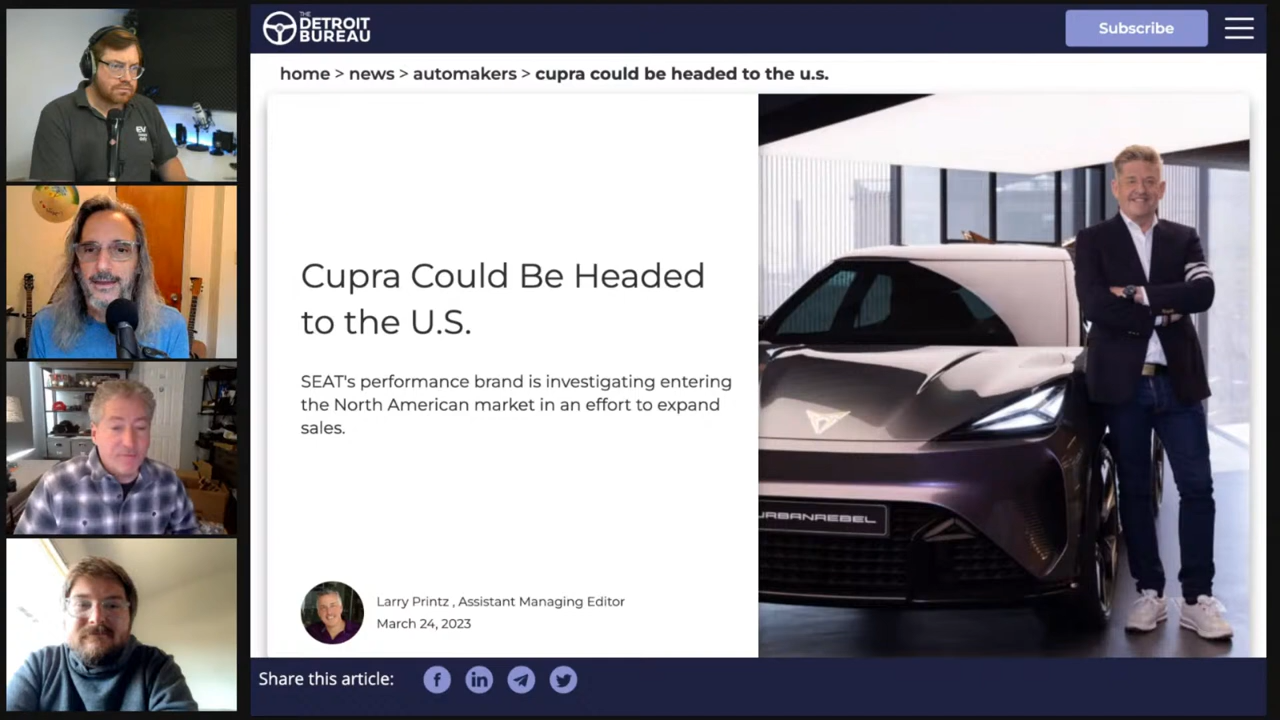 THE
DETROIT
BUREAU
Subscribe
home > news > automakers > cupra could be headed to the u.s.
Cupra Could Be Headed
to the U.S.
SEAT's performance brand is investigating entering
the North American market in an effort to expand
sales.
URBANREBEL
Larry Printz , Assistant Managing Editor
March 24, 2023
Share this article:
EV